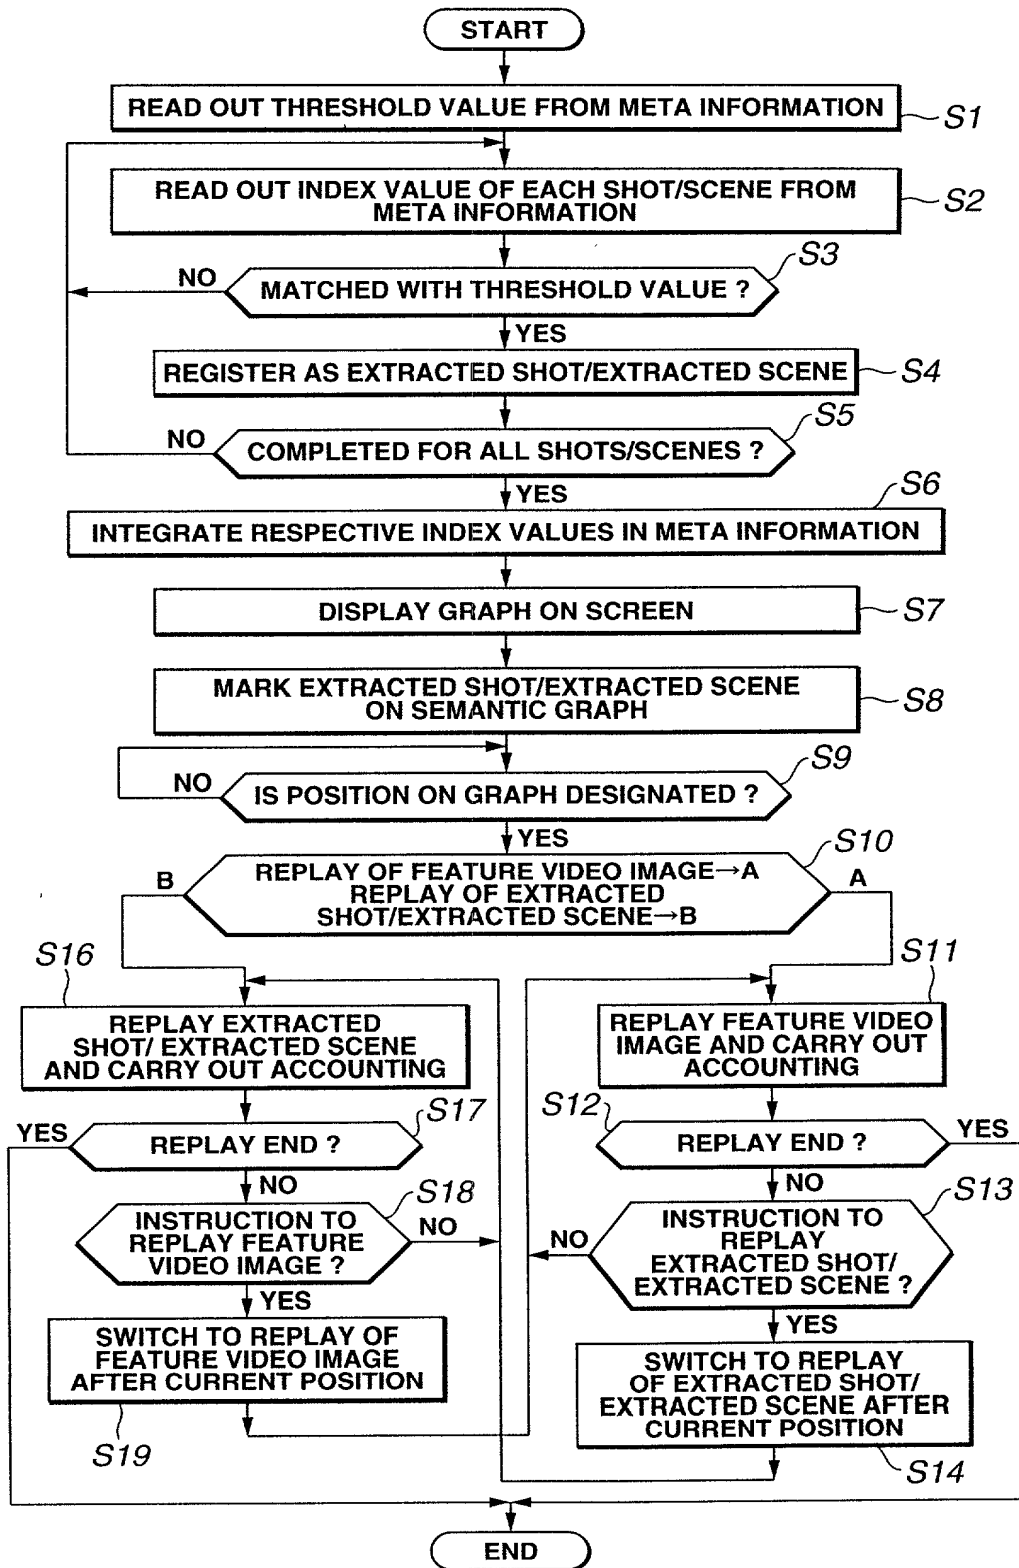 START
READ OUT THRESHOLD VALUE FROM META INFORMATION
S1
READ OUT INDEX VALUE OF EACH SHOT/SCENE FROM
META INFORMATION
S2
S3
NO
MATCHED WITH THRESHOLD VALUE ?
YES
REGISTER AS EXTRACTED SHOT/EXTRACTED SCENE
S4
S5
NO
COMPLETED FOR ALL SHOTS/SCENES ?
YES
S6
INTEGRATE RESPECTIVE INDEX VALUES IN META INFORMATION
DISPLAY GRAPH ON SCREEN
S7
MARK EXTRACTED SHOT/EXTRACTED SCENE
ON SEMANTIC GRAPH
S8
S9
NO
IS POSITION ON GRAPH DESIGNATED ?
YES
S10
B
REPLAY OF FEATURE VIDEO IMAGE→A
REPLAY OF EXTRACTED
SHOT/EXTRACTED SCENE→B
A
S16
REPLAY EXTRACTED
SHOT/ EXTRACTED SCENE
AND CARRY OUT ACCOUNTING
S17
YES
REPLAY END ?
NO
S18
INSTRUCTION TO
REPLAY FEATURE
VIDEO IMAGE ?
NO
YES
SWITCH TO REPLAY OF
FEATURE VIDEO IMAGE
AFTER CURRENT POSITION
S19
S11
REPLAY FEATURE VIDEO
IMAGE AND CARRY OUT
ACCOUNTING
S12
REPLAY END ?
YES
NO
S13
INSTRUCTION TO
REPLAY
EXTRACTED SHOT/
EXTRACTED SCENE ?
NO
YES
SWITCH TO REPLAY
OF EXTRACTED SHOT/
EXTRACTED SCENE AFTER
CURRENT POSITION
S14
END